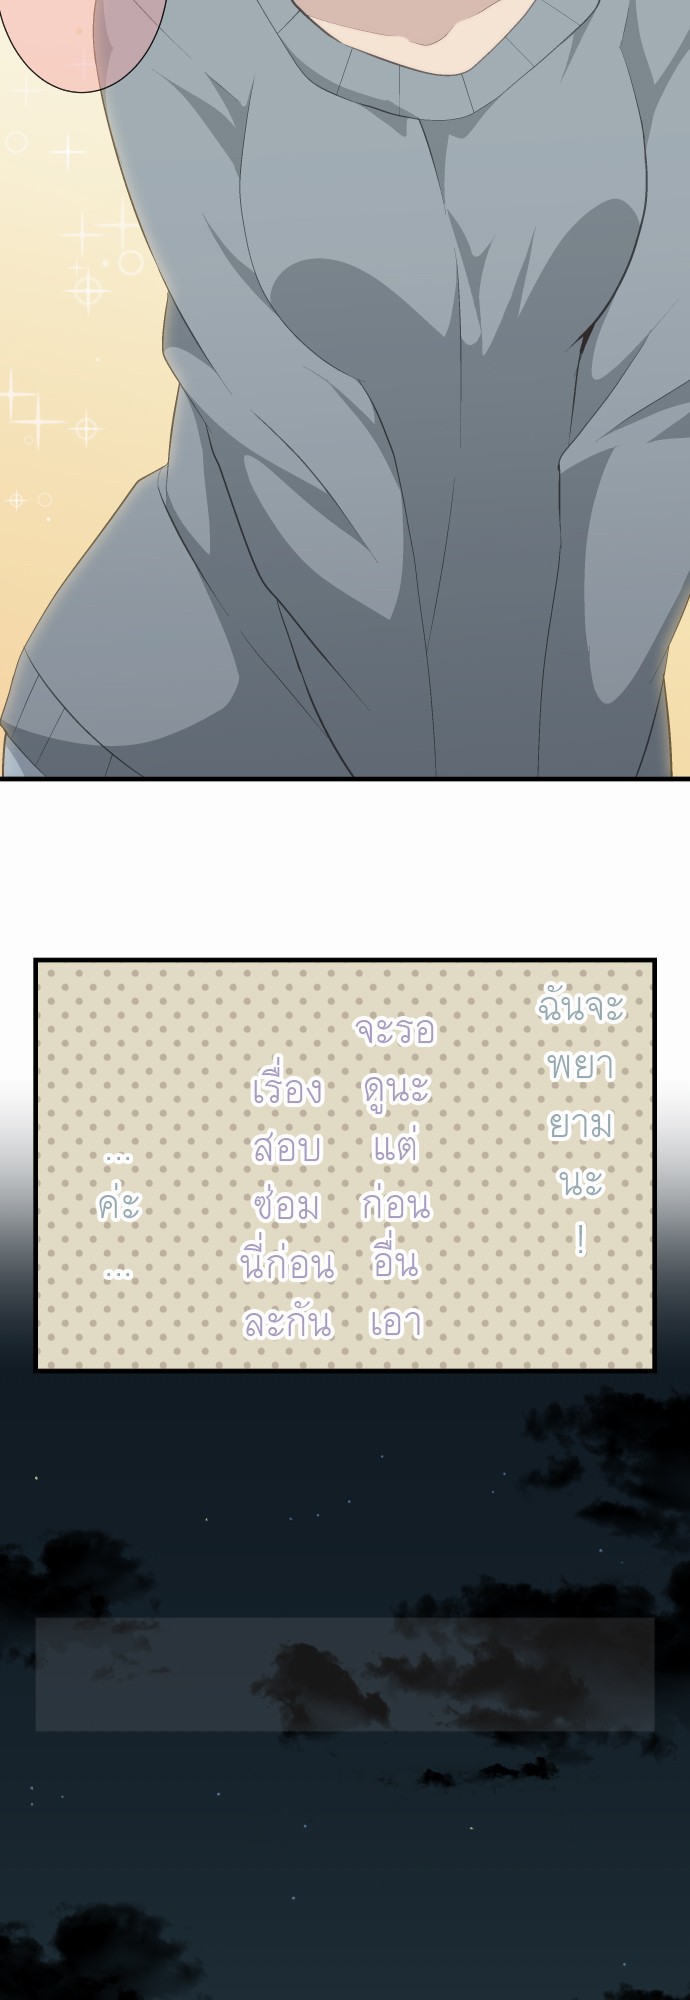 ฉันจะ
พยา
ยาม
นะ
!
จะรอ
ดูนะ
แต่
ก่อน
อื่น
เอา
เรื่อง
สอบ
ซ่อม
นี่ก่อน
ละกัน
...
ค่ะ
...